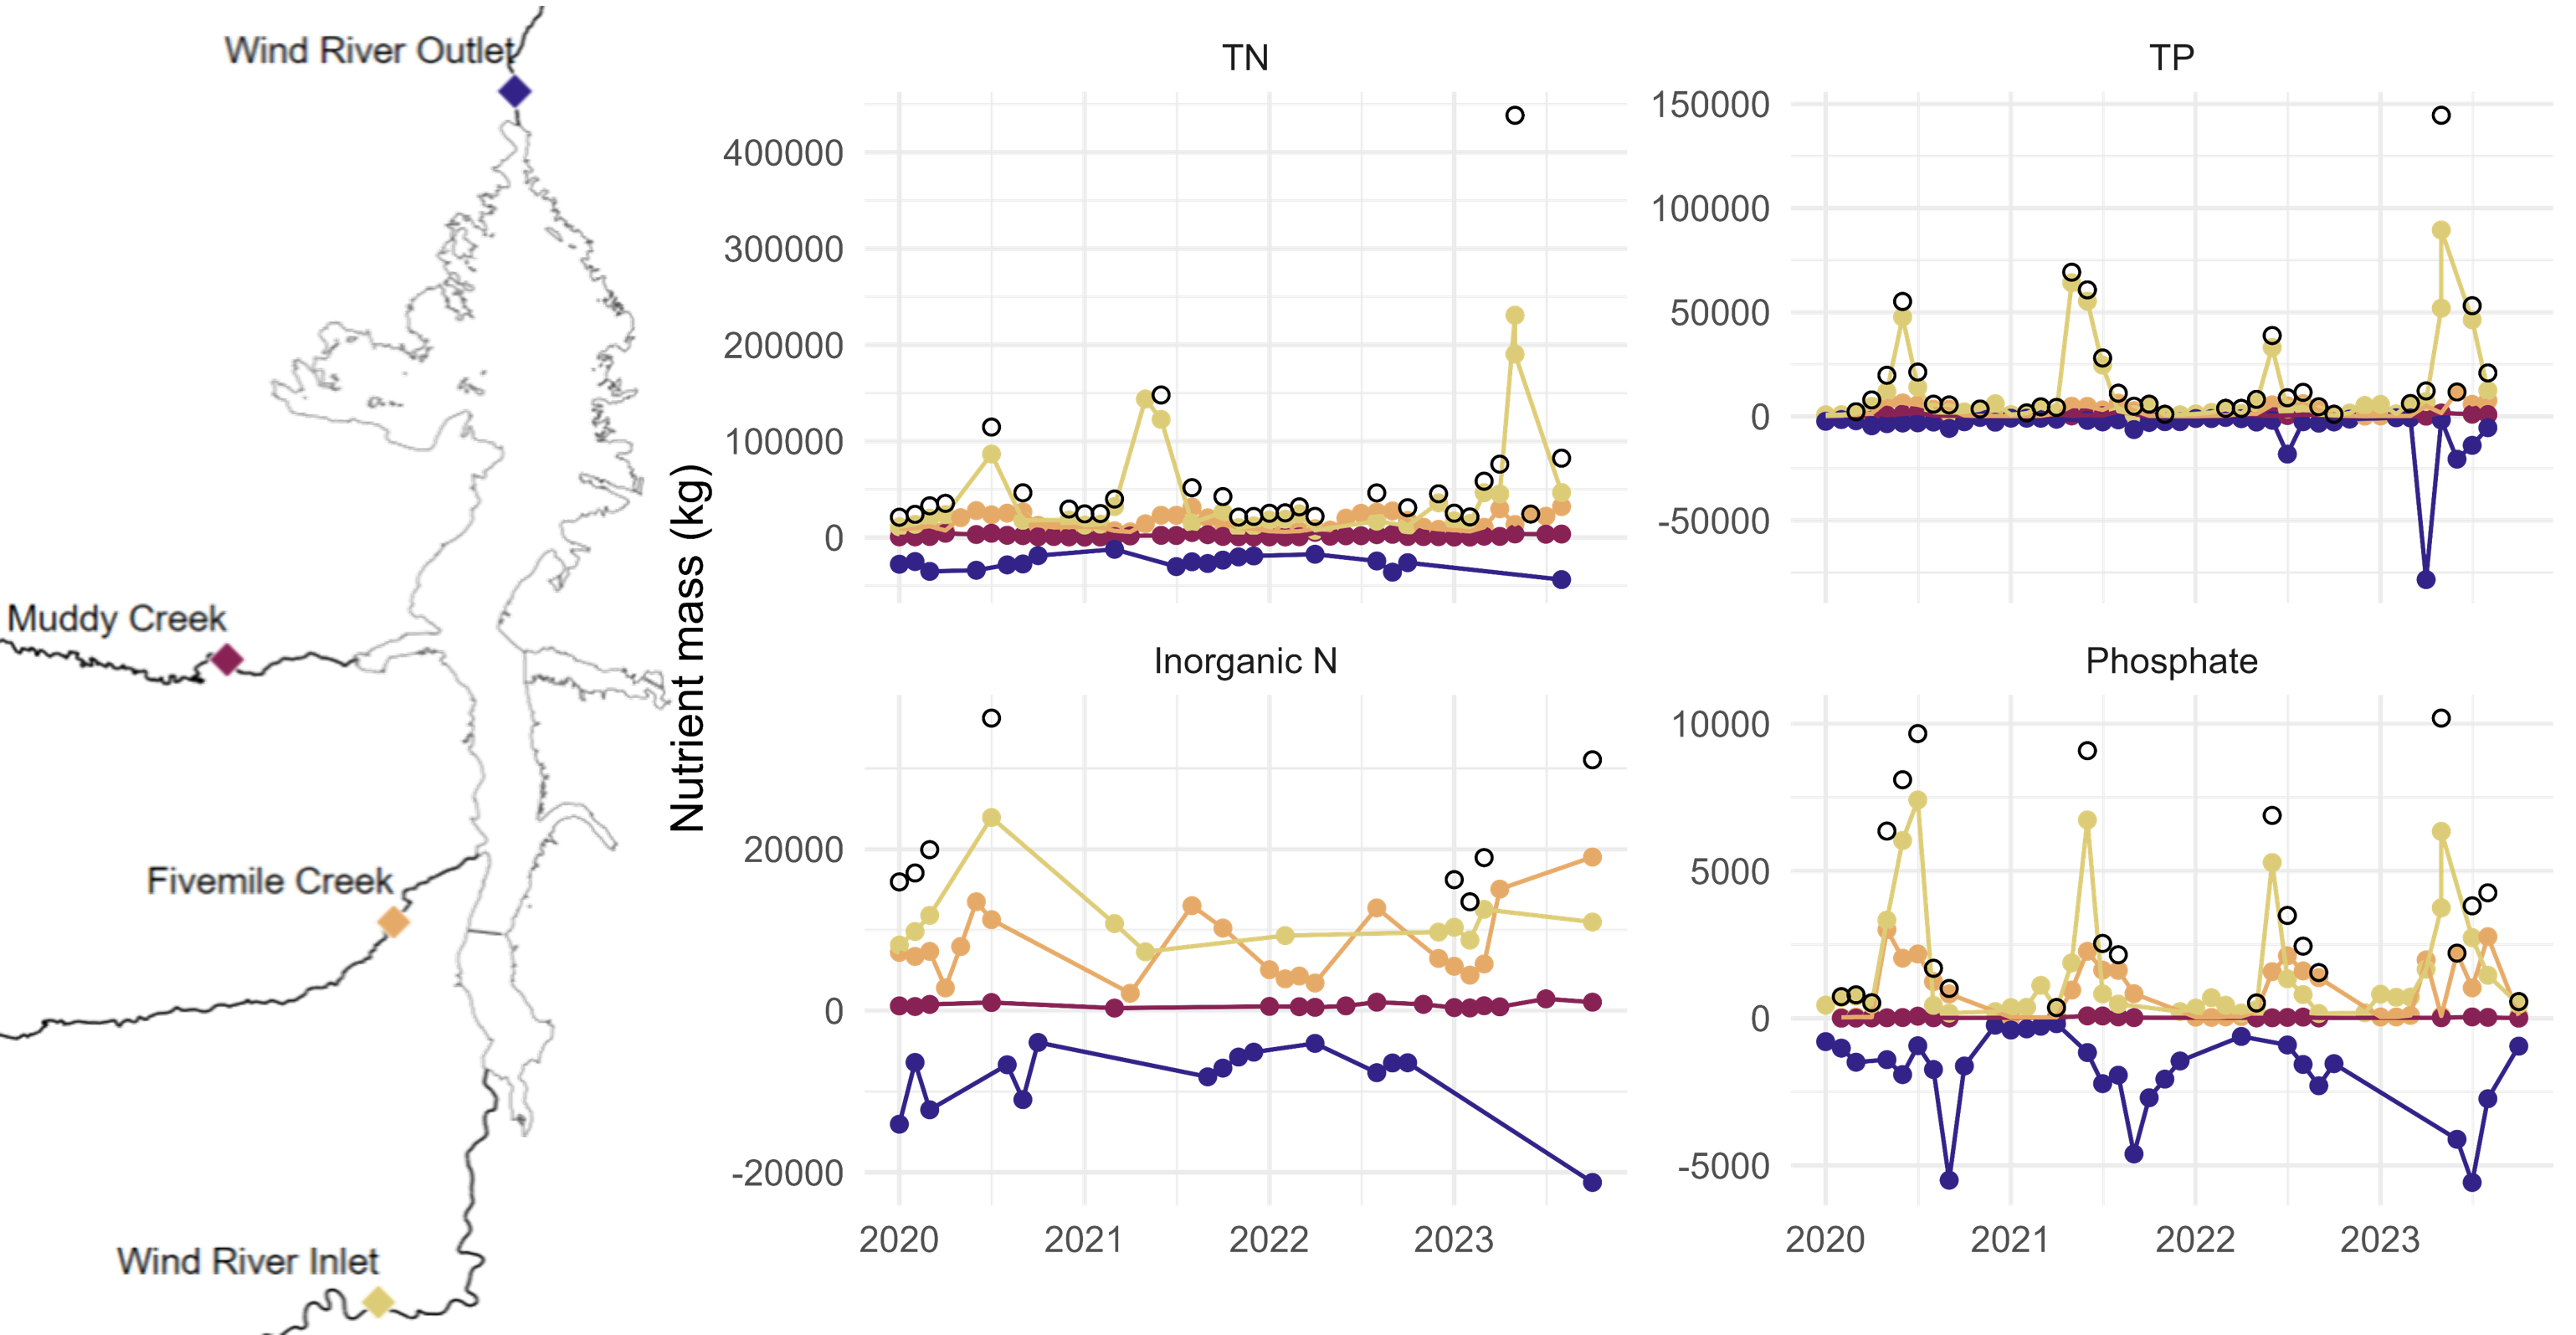 Wind River Outlet
Muddy Creek
Fivemile Creek
Wind River Inlet
Nutrient mass (kg)
TN
400000
300000
200000
100000
0
TP
150000
100000
50000
0
-50000
Inorganic N
20000
0
-20000
2020 2021 2022 2023
Phosphate
10000
5000
0
-5000
2020 2021 2022 2023